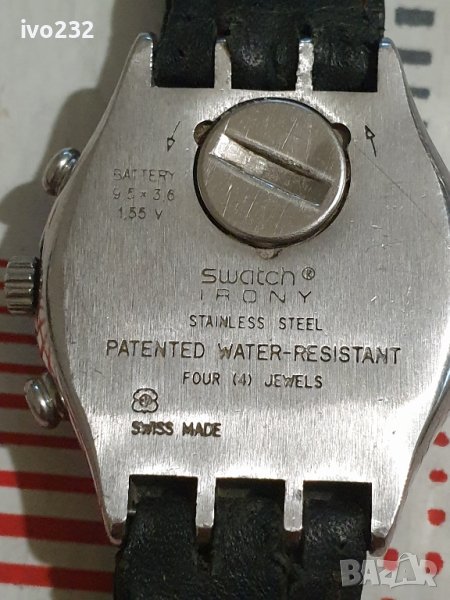 ivo232
BATTERY
9,5 × 3,6
1,55 V
swatch®
IRONY
STAINLESS STEEL
PATENTED WATER-RESISTANT
FOUR (4) JEWELS
SWISS MADE
BAZAR